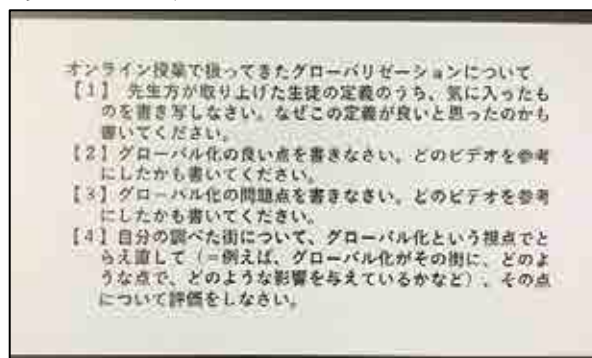 オンライン授業で扱ってきたグローバリゼーションについて
【1】 先生方が取り上げた生徒の定義のうち、気に入ったも
のを書き写しなさい。なぜこの定義が良いと思ったのかも
書いてください。
【2】グローバル化の良い点を書きなさい。どのビデオを参考
にしたかも書いてください。
【3】グローバル化の問題点を書きなさい。どのビデオを参考
にしたかも書いてください。
【4】自分の調べた街について、グローバル化という視点でと
らえ直して（＝例えば、グローバル化がその街に、どのよ
うな点で、どのような影響を与えているかなど）、その点
について評価をしなさい。